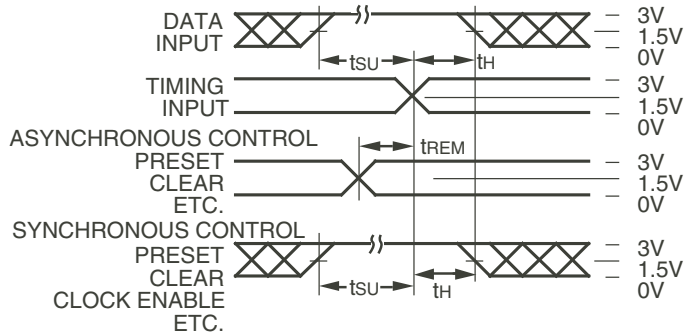 DATA
INPUT
tSU
tH
3V
1.5V
0V
TIMING
INPUT
3V
1.5V
0V
ASYNCHRONOUS CONTROL
PRESET
CLEAR
ETC.
tREM
3V
1.5V
0V
SYNCHRONOUS CONTROL
PRESET
CLEAR
CLOCK ENABLE
ETC.
tSU
tH
3V
1.5V
0V